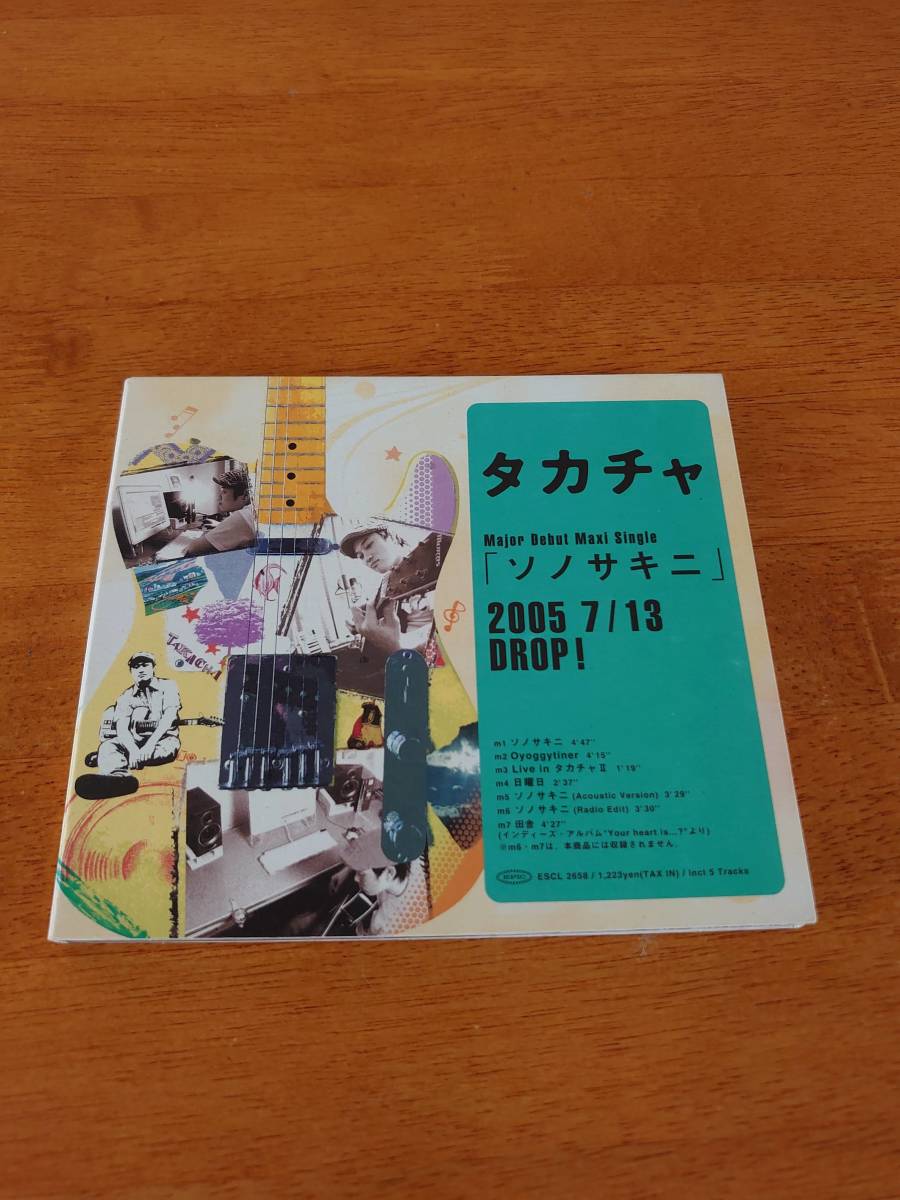 タカチャ
Major Debut Maxi Single
「ソノサキニ」
2005 7/13
DROP!
m1 ソノサキニ 4'47"
m2 Oyoggytiner 4'15"
m3 Live in タカチャⅡ 1'19"
m4 日曜日 2'37"
m5 ソノサキニ (Acoustic Version) 3'29"
m6 ソノサキニ (Radio Edit) 3'30"
m7 田舎 4'27"
(インディーズ・アルバム"Your heart is...?"より)
※m6・m7は、本商品には収録されません。
ESCL 2658 / 1,223yen(TAX IN) / Incl 5 Tracks